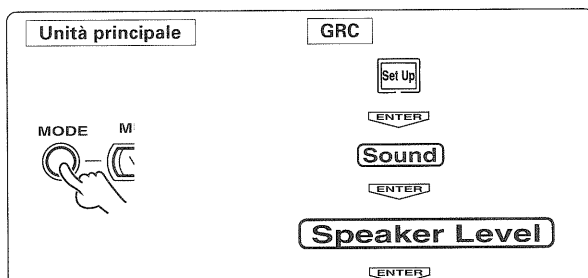 Unità principale
GRC
Set Up
ENTER
MODE
Sound
ENTER
Speaker Level
ENTER